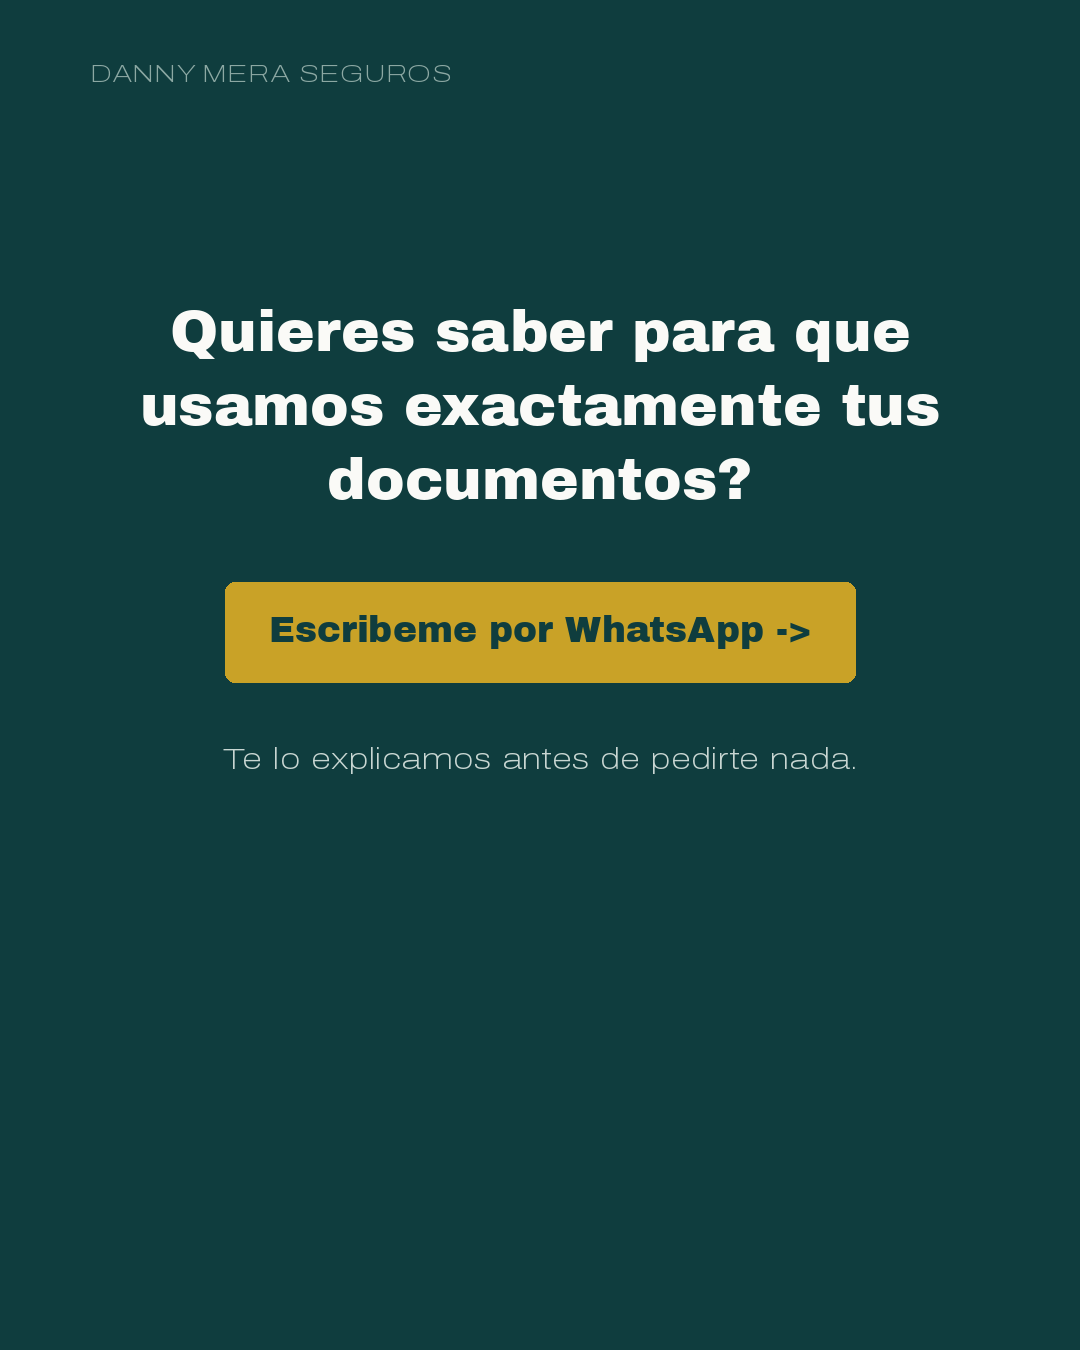 DANNY MERA SEGUROS
Quieres saber para que
usamos exactamente tus
documentos?
Escribeme por WhatsApp ->
Te lo explicamos antes de pedirte nada.